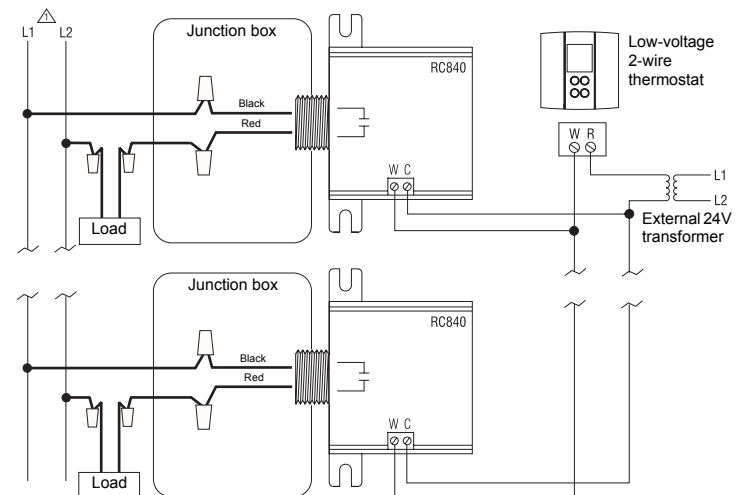 1
L1 L2
Junction box
RC840
Black
Red
W C
Load
Low-voltage
2-wire
thermostat
W R
L1
L2
External 24V
transformer
Junction box
RC840
Black
Red
W C
Load